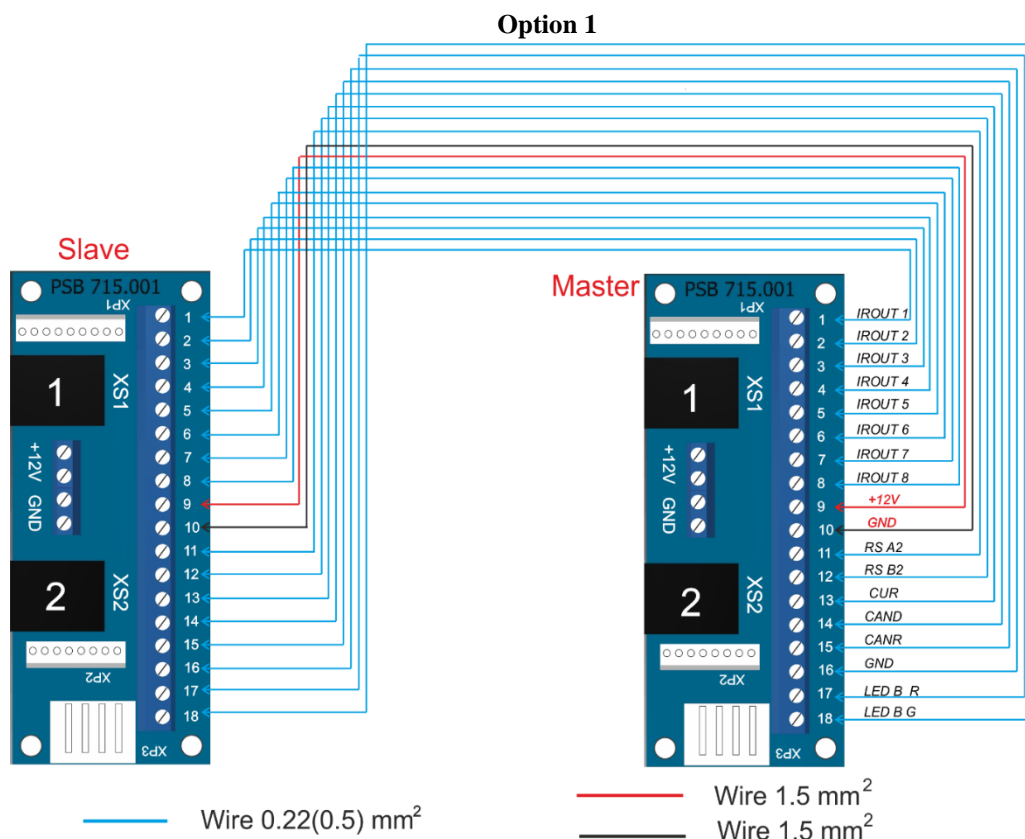 Option 1
Slave
PSB 715.001
XP1
1
2
3
4
5
6
7
8
9
10
11
12
13
14
15
16
17
18
1
XS1
+12V
GND
2
XS2
XP2
XP3
Master
PSB 715.001
XP1
1 IROUT 1
2 IROUT 2
3 IROUT 3
4 IROUT 4
5 IROUT 5
6 IROUT 6
7 IROUT 7
8 IROUT 8
9 +12V
10 GND
11 RS A2
12 RS B2
13 CUR
14 CAND
15 CANR
16 GND
17 LED B R
18 LED B G
1
XS1
+12V
GND
2
XS2
XP2
XP3
Wire 0.22(0.5) mm²
Wire 1.5 mm²
Wire 1.5 mm²